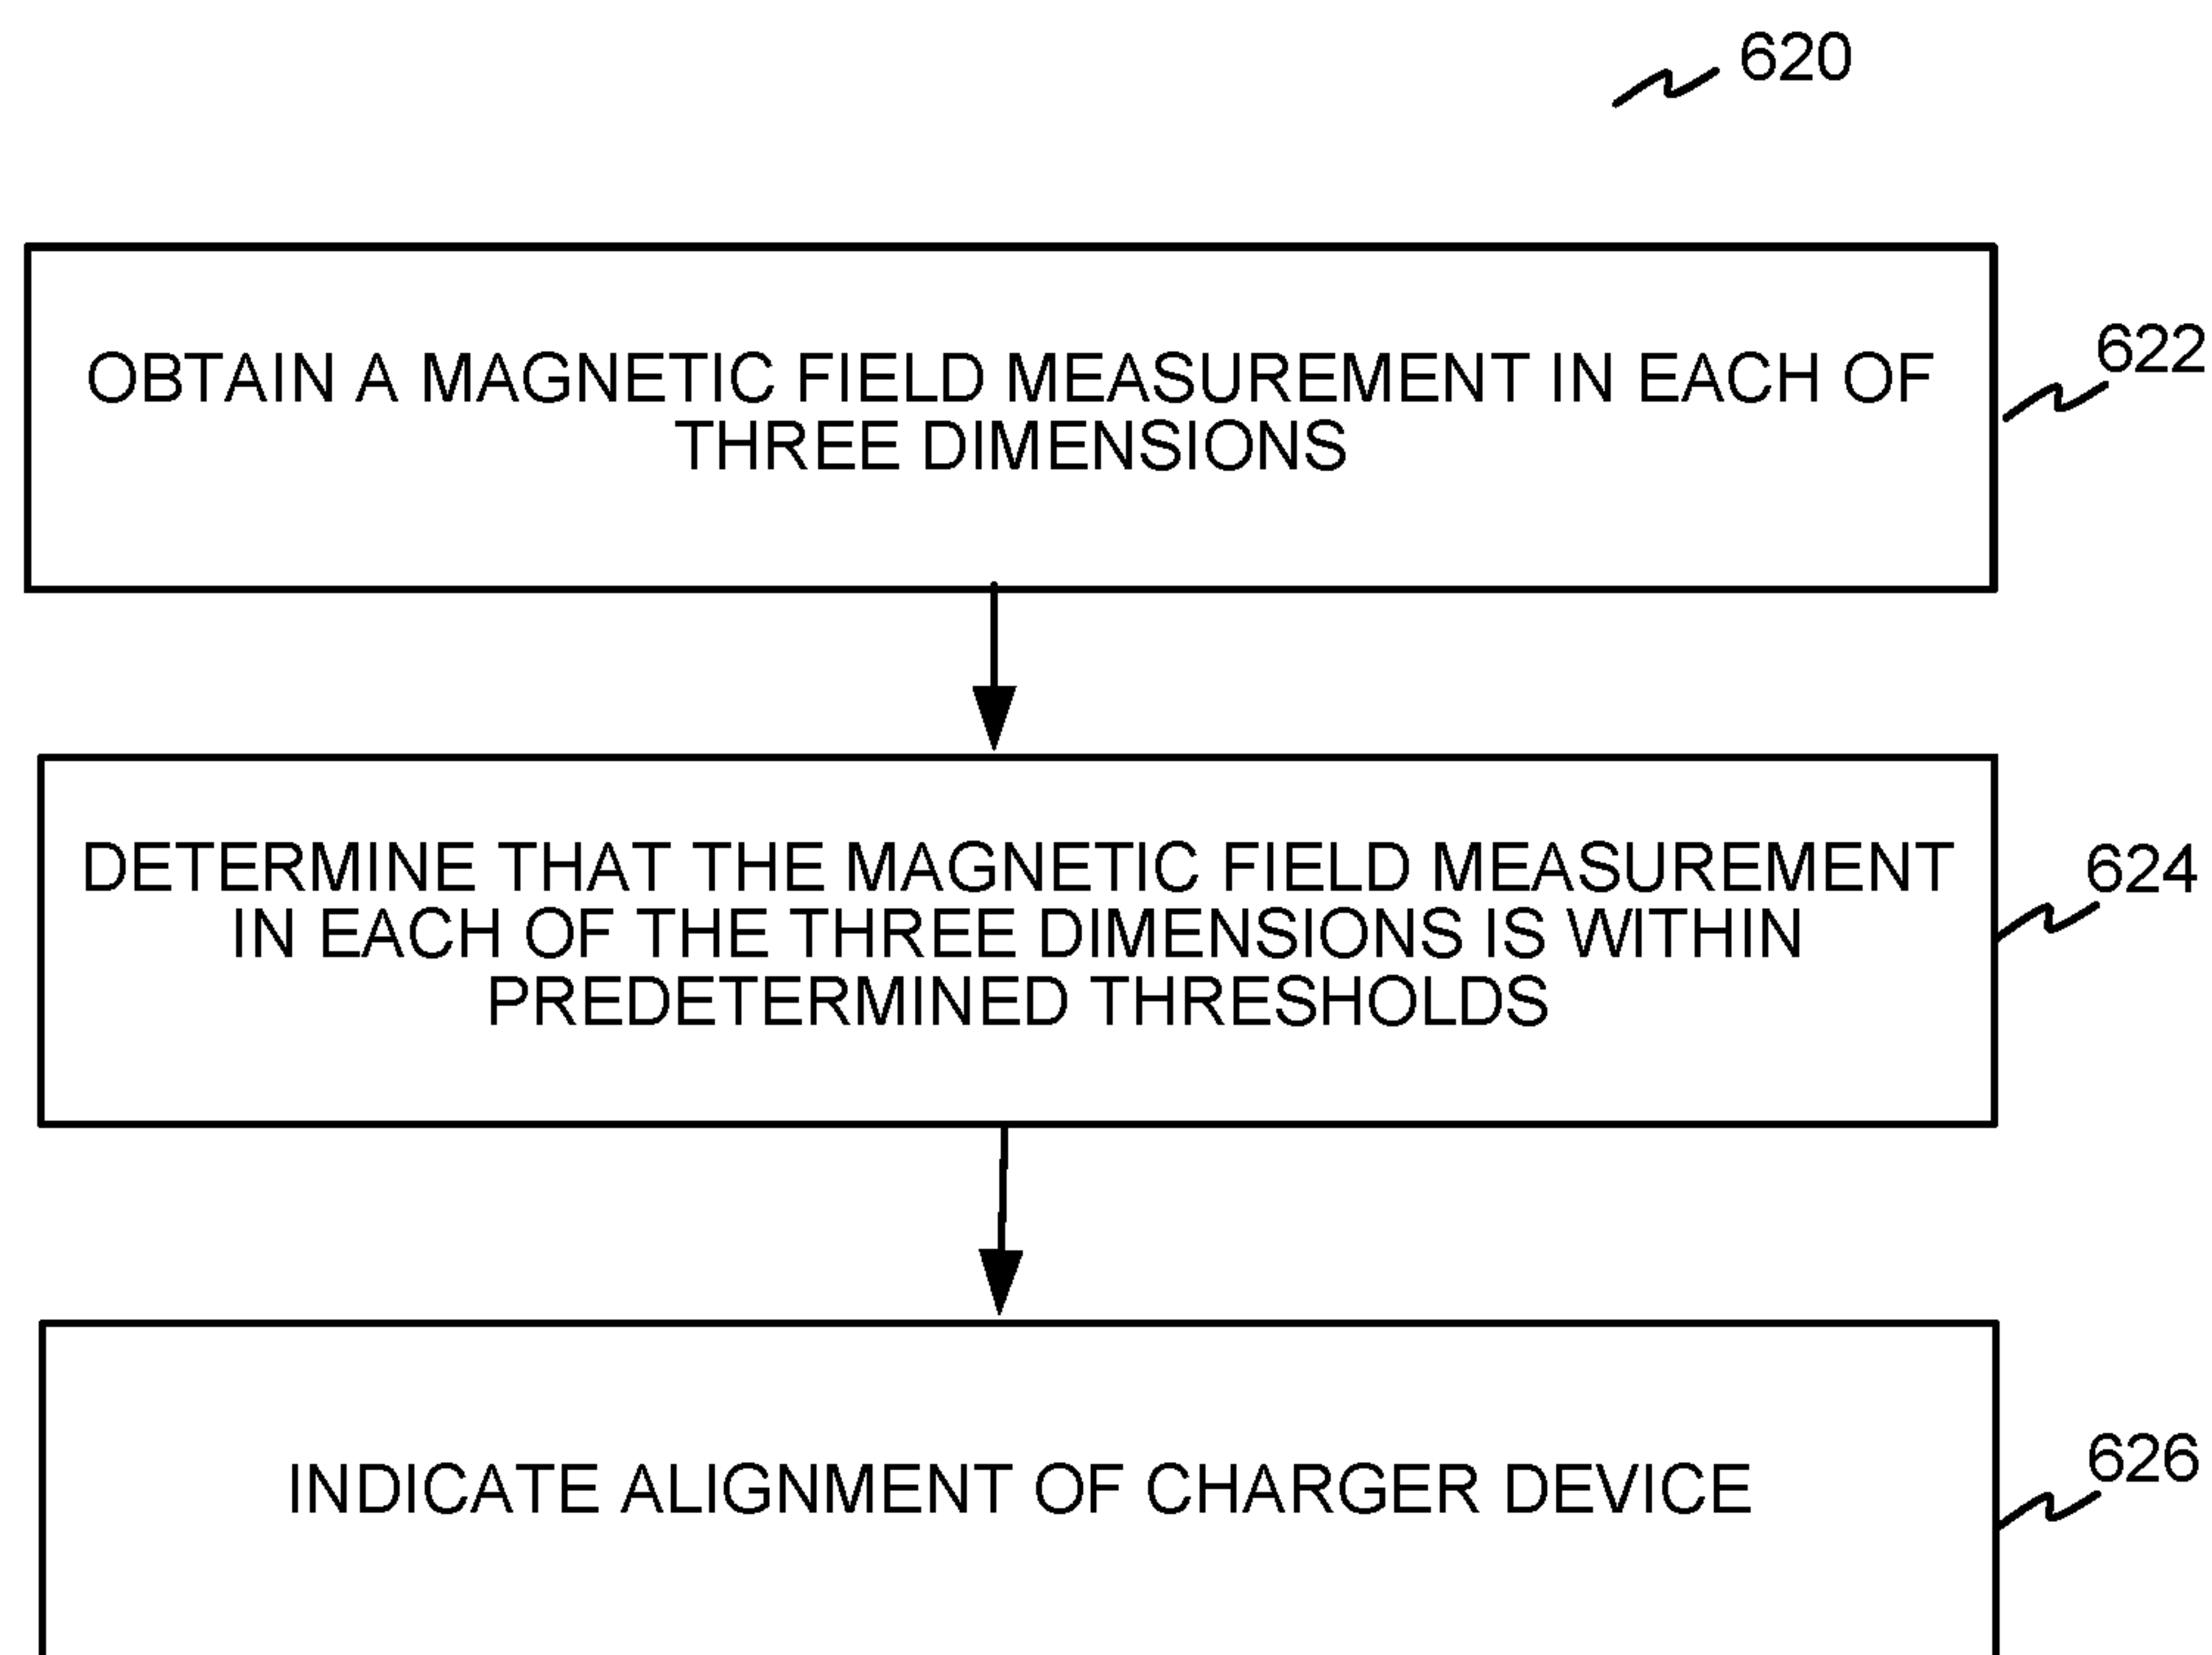 620
OBTAIN A MAGNETIC FIELD MEASUREMENT IN EACH OF
THREE DIMENSIONS
622
DETERMINE THAT THE MAGNETIC FIELD MEASUREMENT
IN EACH OF THE THREE DIMENSIONS IS WITHIN
PREDETERMINED THRESHOLDS
624
INDICATE ALIGNMENT OF CHARGER DEVICE
626